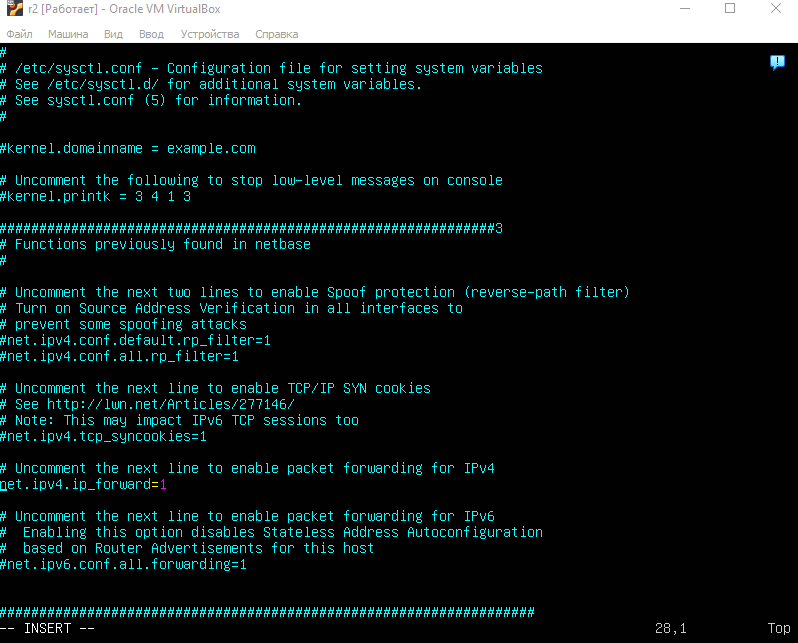 r2 [Работает] - Oracle VM VirtualBox
Файл Машина Вид Ввод Устройства Справка
#
# /etc/sysctl.conf - Configuration file for setting system variables
# See /etc/sysctl.d/ for additional system variables.
# See sysctl.conf (5) for information.
#
#kernel.domainname = example.com
# Uncomment the following to stop low-level messages on console
#kernel.printk = 3 4 1 3
##############################################################3
# Functions previously found in netbase
#
# Uncomment the next two lines to enable Spoof protection (reverse-path filter)
# Turn on Source Address Verification in all interfaces to
# prevent some spoofing attacks
#net.ipv4.conf.default.rp_filter=1
#net.ipv4.conf.all.rp_filter=1
# Uncomment the next line to enable TCP/IP SYN cookies
# See http://lwn.net/Articles/277146/
# Note: This may impact IPv6 TCP sessions too
#net.ipv4.tcp_syncookies=1
# Uncomment the next line to enable packet forwarding for IPv4
net.ipv4.ip_forward=1
# Uncomment the next line to enable packet forwarding for IPv6
#  Enabling this option disables Stateless Address Autoconfiguration
#  based on Router Advertisements for this host
#net.ipv6.conf.all.forwarding=1
###################################################################
-- INSERT -- 28,1 Top